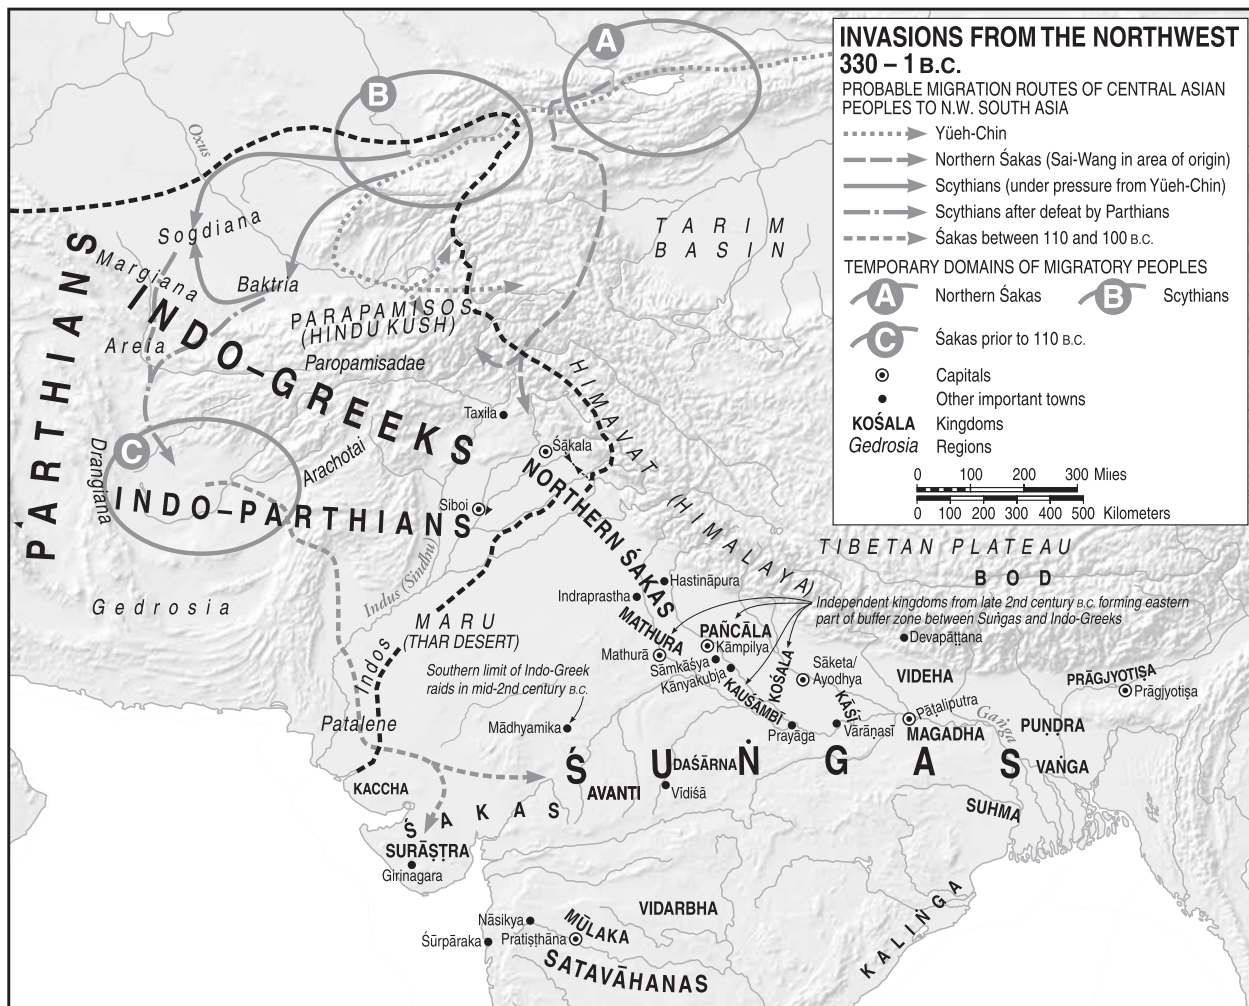 INVASIONS FROM THE NORTHWEST
330 – 1 B.C.
PROBABLE MIGRATION ROUTES OF CENTRAL ASIAN
PEOPLES TO N.W. SOUTH ASIA
Yüeh-Chin
Northern Śakas (Sai-Wang in area of origin)
Scythians (under pressure from Yüeh-Chin)
Scythians after defeat by Parthians
Śakas between 110 and 100 B.C.
TEMPORARY DOMAINS OF MIGRATORY PEOPLES
A Northern Śakas
B Scythians
C Śakas prior to 110 B.C.
Capitals
Other important towns
KOŚALA Kingdoms
Gedrosia Regions
0 100 200 300 Miles
0 100 200 300 400 500 Kilometers
A
B
Oxus
Sogdiana
Margiana
Baktria
TARIM
BASIN
PARTHIANS
INDO–GREEKS
PARAPAMISOS
(HINDU KUSH)
Areia
Paropamisadae
HIMAVAT
(HIMALAYA)
Taxila
C
Drangiana
Arachotai
Śākala
INDO–PARTHIANS
Siboi
NORTHERN ŚAKAS
TIBETAN PLATEAU
BOD
Indus (Sindhu)
Gedrosia
Hastināpura
Indraprastha
Independent kingdoms from late 2nd century B.C. forming eastern
part of buffer zone between Suṅgas and Indo-Greeks
MARU
(THAR DESERT)
MATHURA
Mathurā
PAÑCĀLA
Kāmpilya
Sāmkāśya
Kānyakubja
KOŚALA
Devapāṭṭana
Indos
Southern limit of Indo-Greek
raids in mid-2nd century B.C.
Sāketa/
Ayodhya
VIDEHA
PRĀGJYOTIṢA
Prāgjyotiṣa
KAUŚĀMBĪ
KĀŚĪ
Patalene
Mādhyamika
Prayāga
Vārāṇasī
Pāṭaliputra
MAGADHA
Gaṅgā
PUṆḌRA
ŚUṄGAS
DAŚĀRNA
VAṄGA
KACCHA
AVANTI
Vīdiśā
SUHMA
ŚAKAS
SURĀṢṬRA
Girinagara
KALIṄGA
VIDARBHA
Nāsikya
MŪLAKA
Śūrpāraka
Pratiṣṭhāna
SATAVĀHANAS